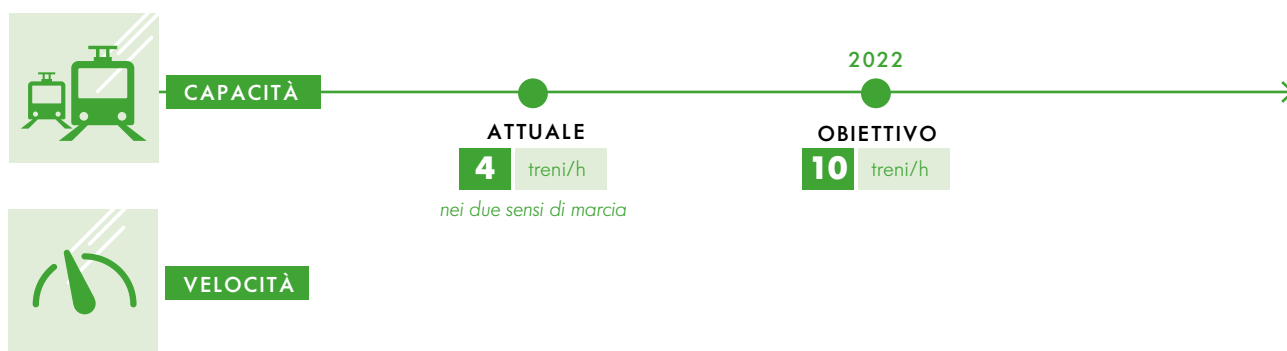 2022
CAPACITÀ
ATTUALE
OBIETTIVO
4 treni/h
10 treni/h
nei due sensi di marcia
VELOCITÀ